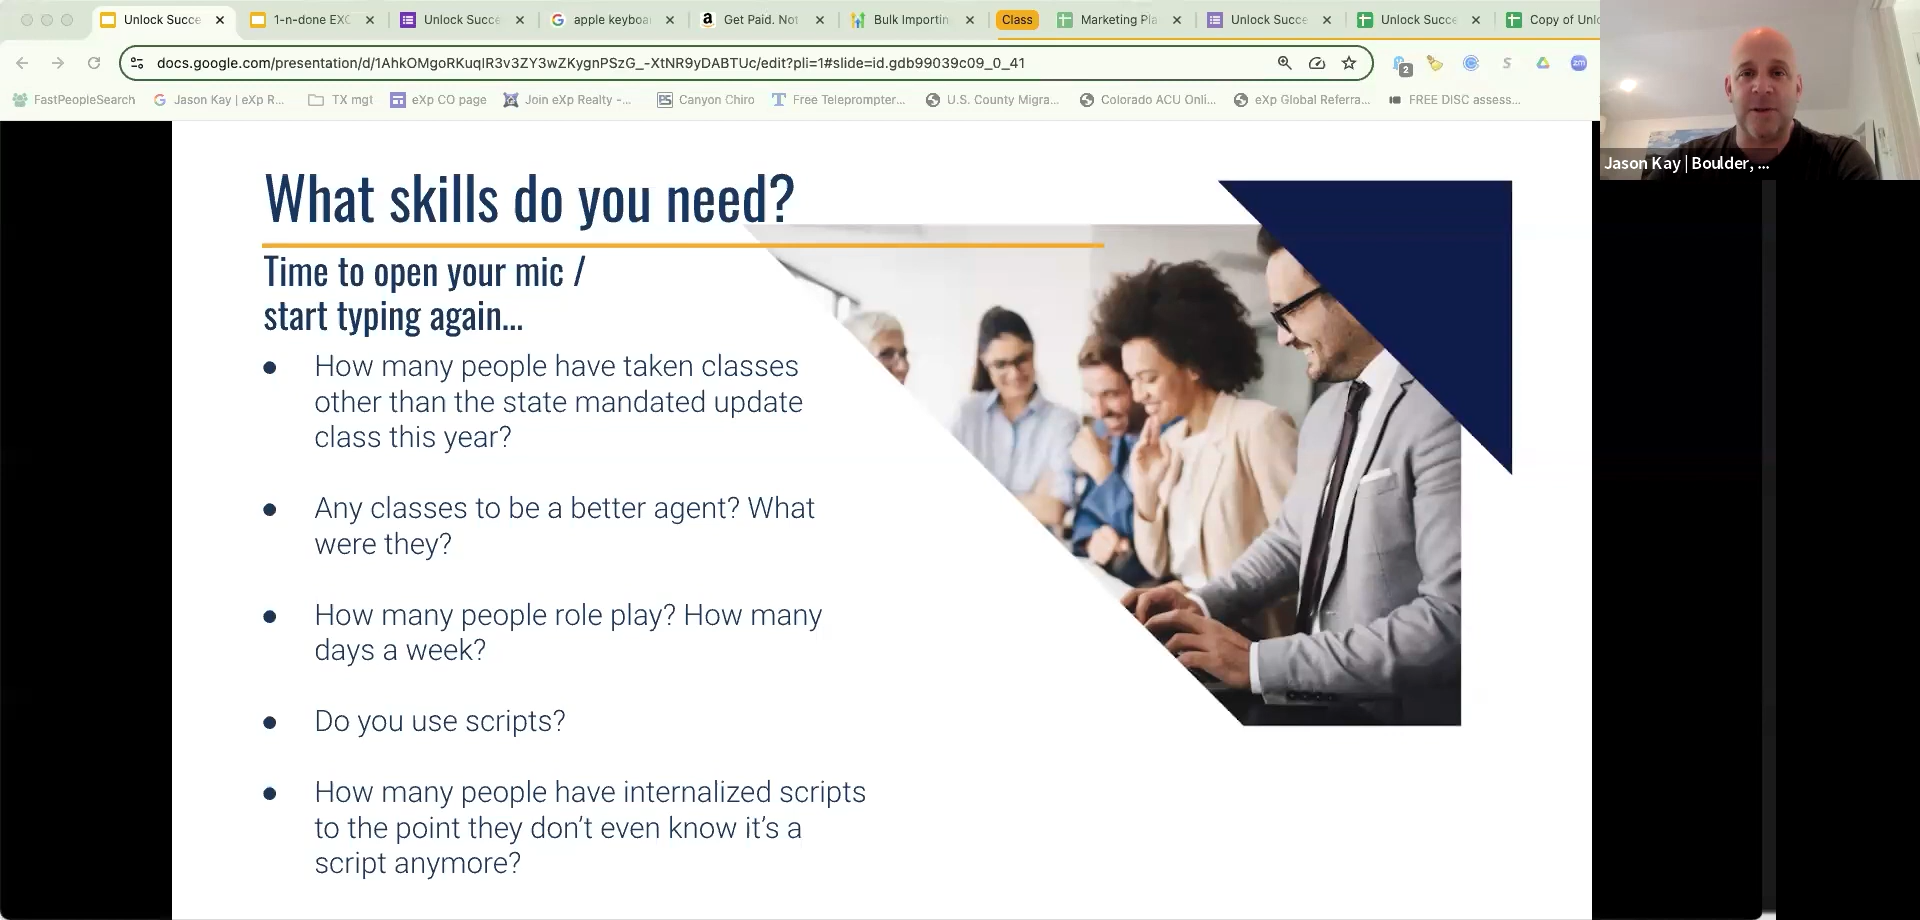 Unlock Succe
1-n-done EXC
Unlock Succe
apple keyboa
Get Paid. Not
Bulk Importin
Class
Marketing Pla
Unlock Succe
Unlock Succe
Copy of Unlo
docs.google.com/presentation/d/1AhkOMgoRKuqIR3v3ZY3wZKygnPSzG_-XtNR9yDABTUc/edit?pli=1#slide=id.gdb99039c09_0_41
2
zm
FastPeopleSearch
Jason Kay | eXp R...
TX mgt
eXp CO page
Join eXp Realty -...
Canyon Chiro
Free Teleprompter...
U.S. County Migra...
Colorado ACU Onli...
eXp Global Referra...
FREE DISC assess...
Jason Kay | Boulder, ...
What skills do you need?
Time to open your mic /
start typing again...
● How many people have taken classes
other than the state mandated update
class this year?
● Any classes to be a better agent? What
were they?
● How many people role play? How many
days a week?
● Do you use scripts?
● How many people have internalized scripts
to the point they don’t even know it’s a
script anymore?